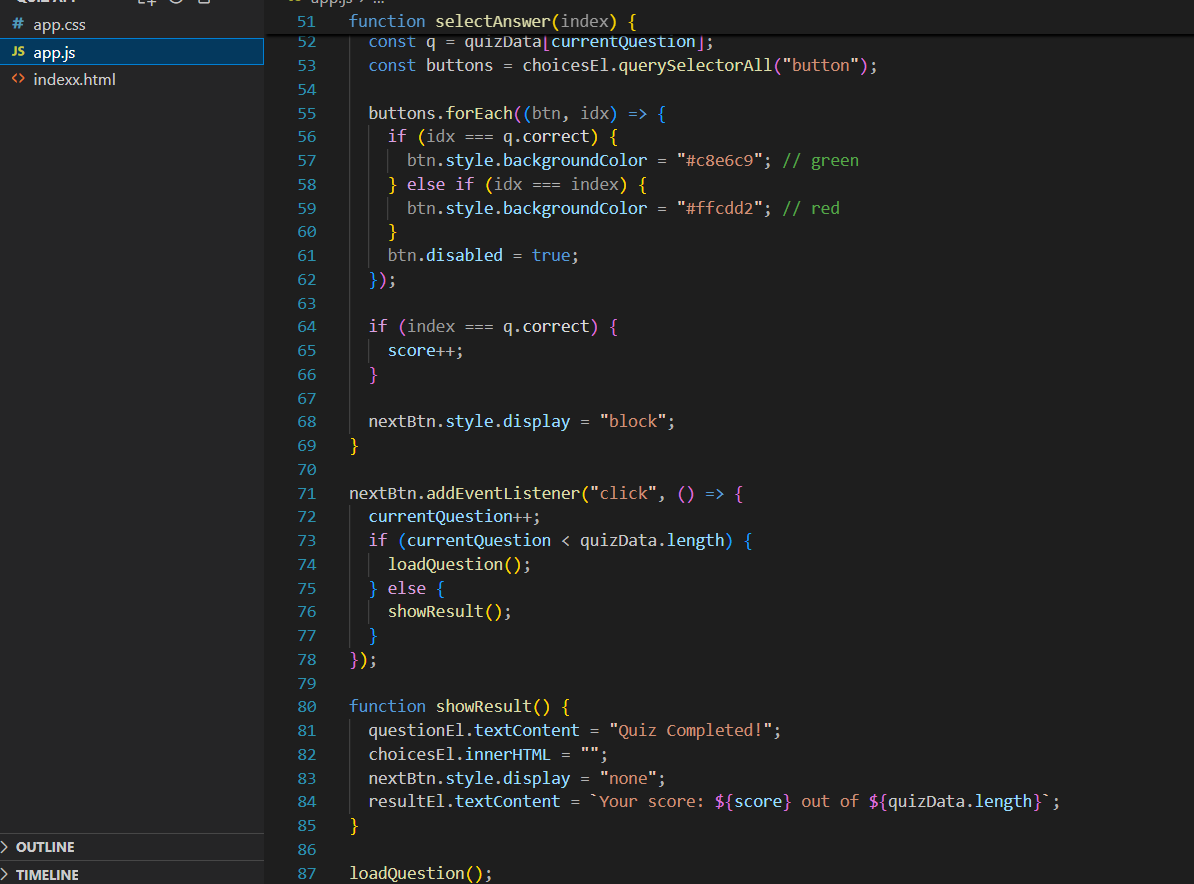 QUIZ API
# app.css
JS app.js
<> indexx.html
> OUTLINE
> TIMELINE
app.js > ...
51 function selectAnswer(index) {
52   const q = quizData[currentQuestion];
53   const buttons = choicesEl.querySelectorAll("button");
54
55   buttons.forEach((btn, idx) => {
56     if (idx === q.correct) {
57       btn.style.backgroundColor = "#c8e6c9"; // green
58     } else if (idx === index) {
59       btn.style.backgroundColor = "#ffcdd2"; // red
60     }
61     btn.disabled = true;
62   });
63
64   if (index === q.correct) {
65     score++;
66   }
67
68   nextBtn.style.display = "block";
69 }
70
71 nextBtn.addEventListener("click", () => {
72   currentQuestion++;
73   if (currentQuestion < quizData.length) {
74     loadQuestion();
75   } else {
76     showResult();
77   }
78 });
79
80 function showResult() {
81   questionEl.textContent = "Quiz Completed!";
82   choicesEl.innerHTML = "";
83   nextBtn.style.display = "none";
84   resultEl.textContent = `Your score: ${score} out of ${quizData.length}`;
85 }
86
87 loadQuestion();